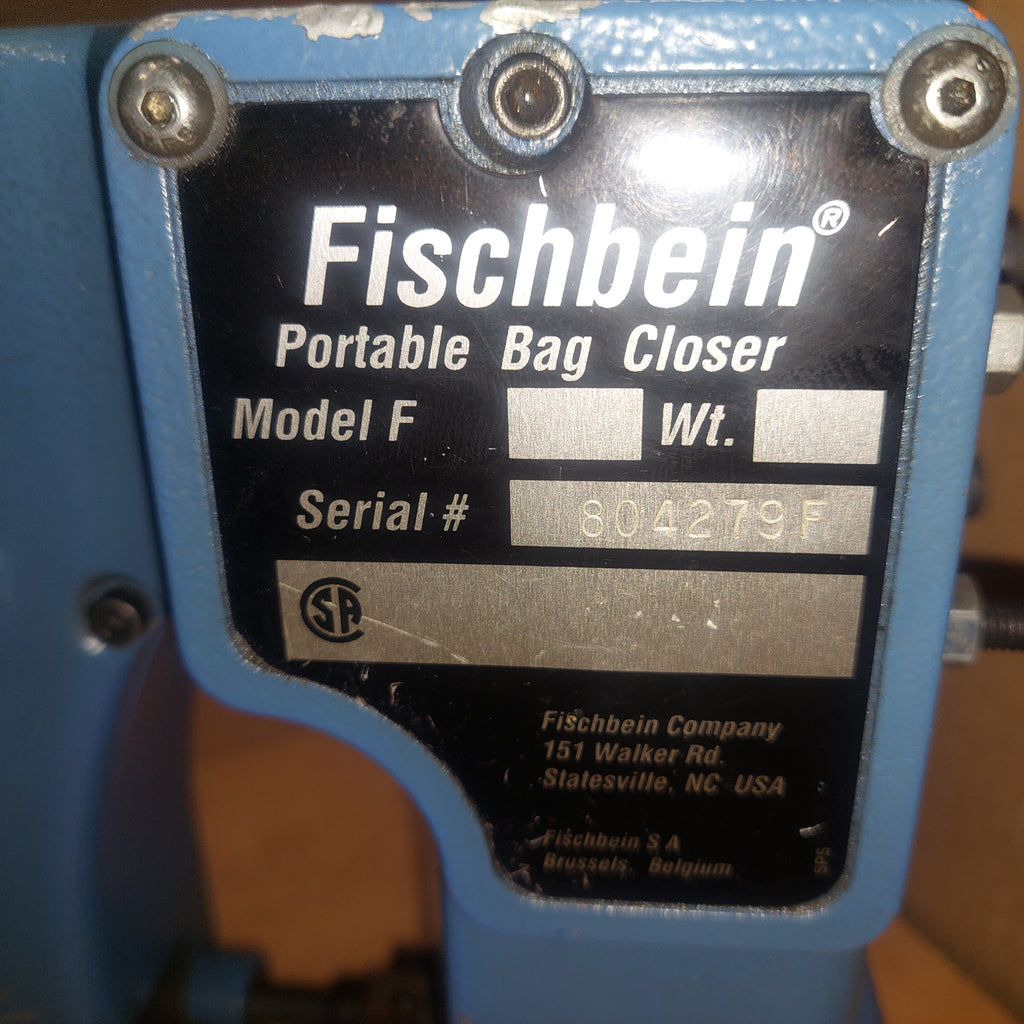 Fischbein®
Portable Bag Closer
Model F Wt.
Serial # 804279F
CSA
Fischbein Company
151 Walker Rd.
Statesville, NC USA
Fischbein S A
Brussels, Belgium
SPS